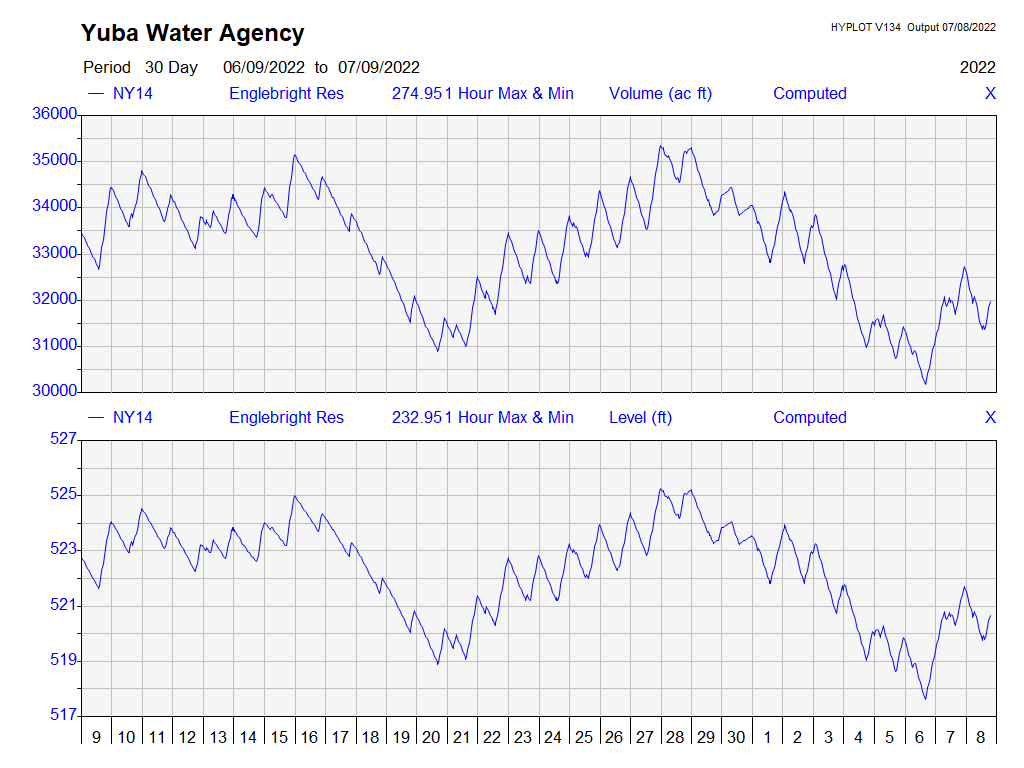 Yuba Water Agency
HYPLOT V134 Output 07/08/2022
Period 30 Day 06/09/2022 to 07/09/2022 2022
— NY14 Englebright Res 274.951 Hour Max & Min Volume (ac ft) Computed X
36000
35000
34000
33000
32000
31000
30000
— NY14 Englebright Res 232.951 Hour Max & Min Level (ft) Computed X
527
525
523
521
519
517
9 10 11 12 13 14 15 16 17 18 19 20 21 22 23 24 25 26 27 28 29 30 1 2 3 4 5 6 7 8